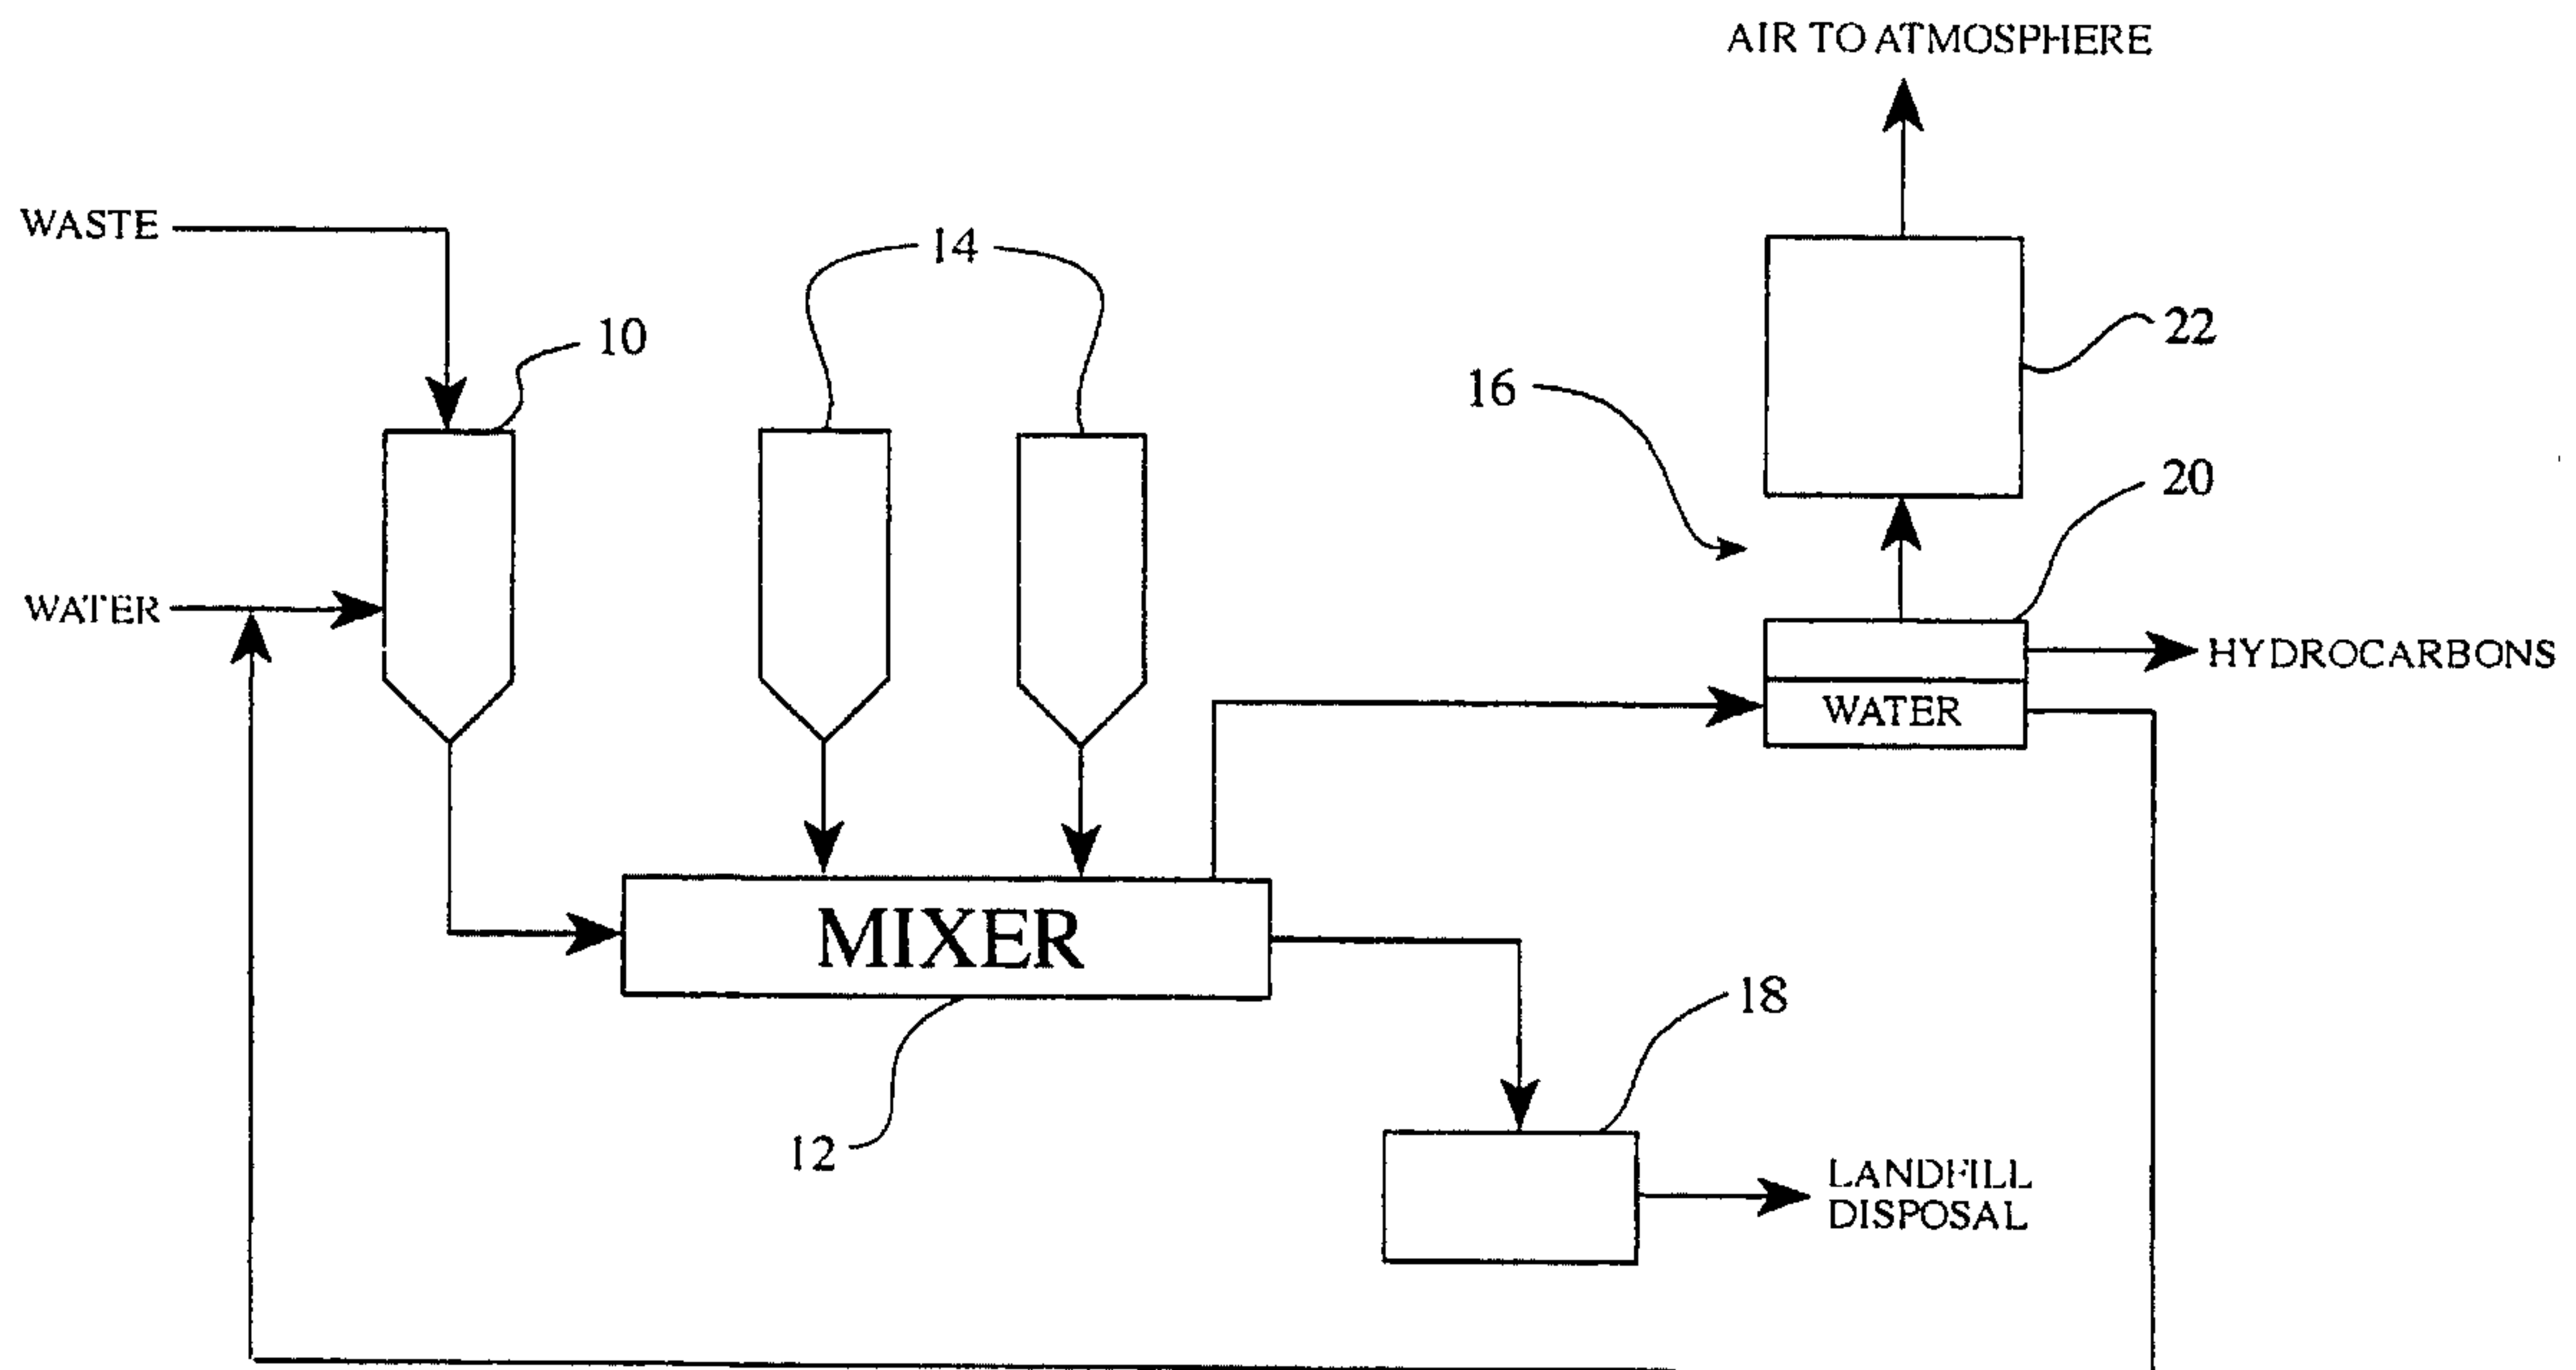 AIR TO ATMOSPHERE
WASTE
14
10
22
16
20
WATER
HYDROCARBONS
WATER
MIXER
18
12
LANDFILL
DISPOSAL